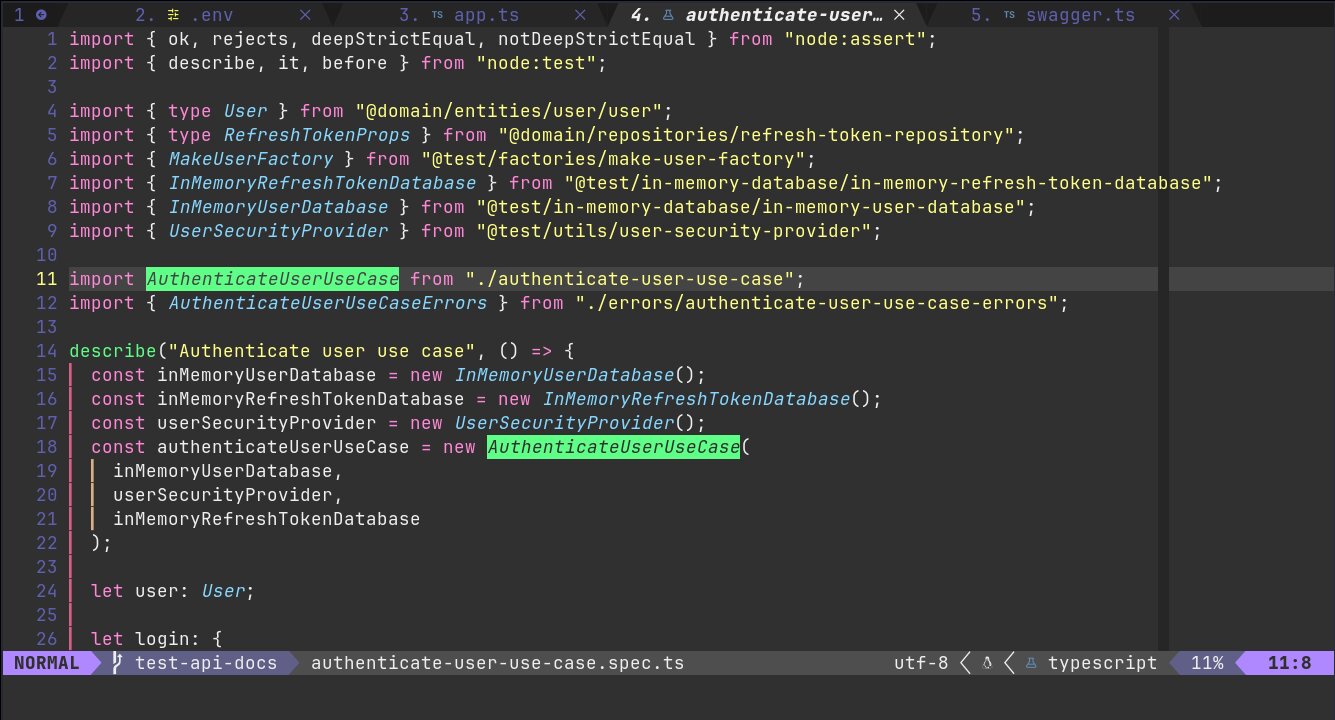 1 2. .env × 3. TS app.ts × 4. authenticate-user… × 5. TS swagger.ts ×
1 import { ok, rejects, deepStrictEqual, notDeepStrictEqual } from "node:assert";
2 import { describe, it, before } from "node:test";
3
4 import { type User } from "@domain/entities/user/user";
5 import { type RefreshTokenProps } from "@domain/repositories/refresh-token-repository";
6 import { MakeUserFactory } from "@test/factories/make-user-factory";
7 import { InMemoryRefreshTokenDatabase } from "@test/in-memory-database/in-memory-refresh-token-database";
8 import { InMemoryUserDatabase } from "@test/in-memory-database/in-memory-user-database";
9 import { UserSecurityProvider } from "@test/utils/user-security-provider";
10
11 import AuthenticateUserUseCase from "./authenticate-user-use-case";
12 import { AuthenticateUserUseCaseErrors } from "./errors/authenticate-user-use-case-errors";
13
14 describe("Authenticate user use case", () => {
15 const inMemoryUserDatabase = new InMemoryUserDatabase();
16 const inMemoryRefreshTokenDatabase = new InMemoryRefreshTokenDatabase();
17 const userSecurityProvider = new UserSecurityProvider();
18 const authenticateUserUseCase = new AuthenticateUserUseCase(
19 inMemoryUserDatabase,
20 userSecurityProvider,
21 inMemoryRefreshTokenDatabase
22 );
23
24 let user: User;
25
26 let login: {
NORMAL test-api-docs authenticate-user-use-case.spec.ts utf-8 typescript 11% 11:8